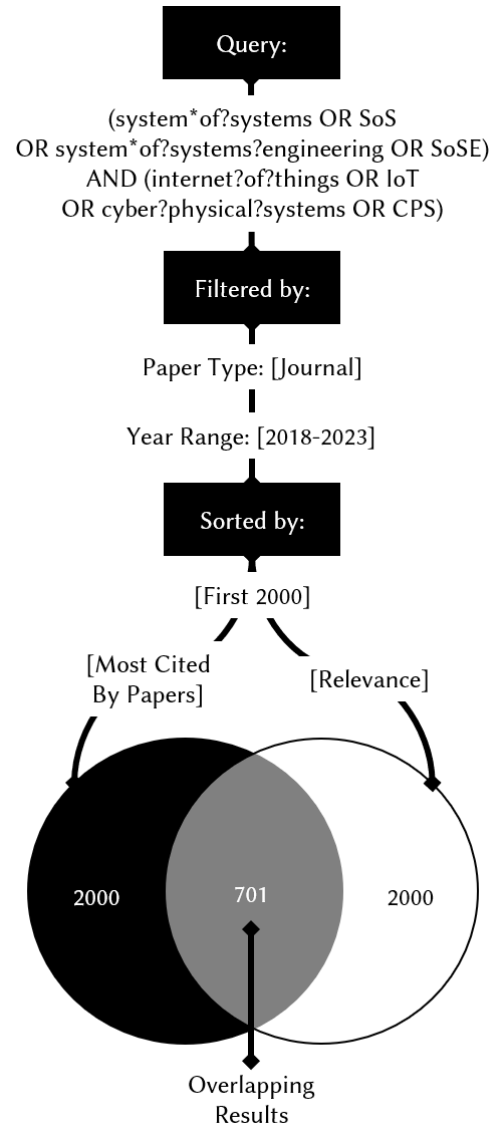 Query:
(system*of?systems OR SoS
OR system*of?systems?engineering OR SoSE)
AND (internet?of?things OR IoT
OR cyber?physical?systems OR CPS)
Filtered by:
Paper Type: [Journal]
Year Range: [2018-2023]
Sorted by:
[First 2000]
[Most Cited
By Papers]
[Relevance]
2000
701
2000
Overlapping
Results